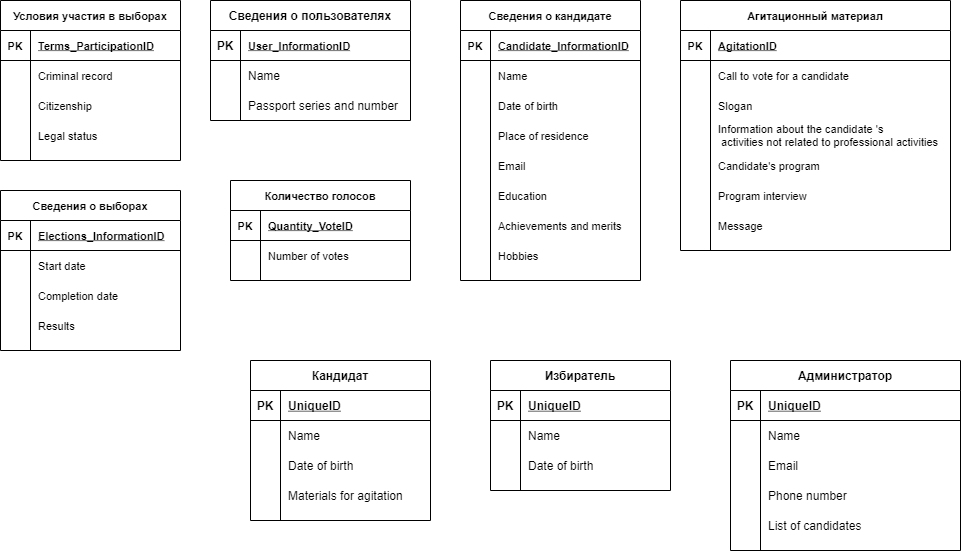 Условия участия в выборах
PK Terms_ParticipationID
Criminal record
Citizenship
Legal status
Сведения о пользователях
PK User_InformationID
Name
Passport series and number
Сведения о кандидате
PK Candidate_InformationID
Name
Date of birth
Place of residence
Email
Education
Achievements and merits
Hobbies
Агитационный материал
PK AgitationID
Call to vote for a candidate
Slogan
Information about the candidate 's
activities not related to professional activities
Candidate's program
Program interview
Message
Сведения о выборах
PK Elections_InformationID
Start date
Completion date
Results
Количество голосов
PK Quantity_VoteID
Number of votes
Кандидат
PK UniqueID
Name
Date of birth
Materials for agitation
Избиратель
PK UniqueID
Name
Date of birth
Администратор
PK UniqueID
Name
Email
Phone number
List of candidates